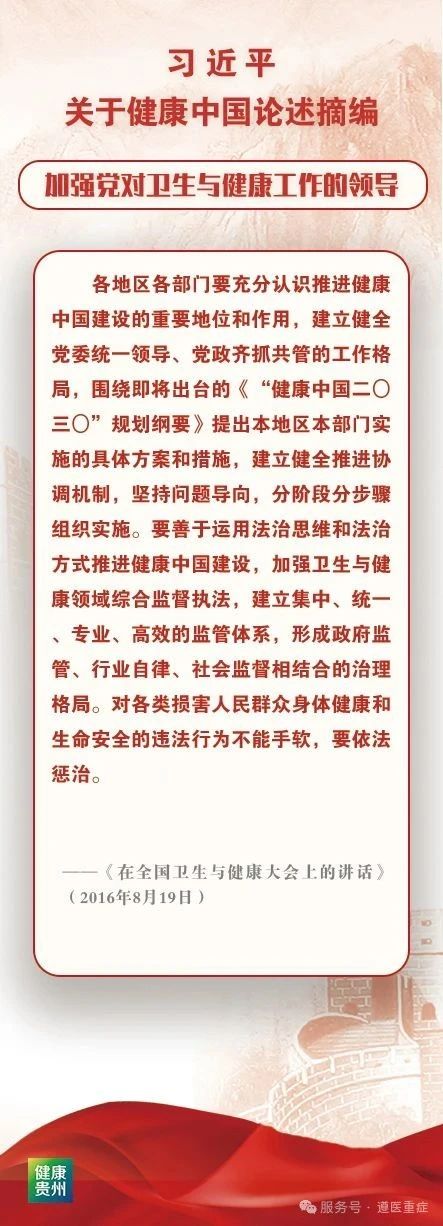 习近平
关于健康中国论述摘编
加强党对卫生与健康工作的领导
各地区各部门要充分认识推进健康
中国建设的重要地位和作用，建立健全
党委统一领导、党政齐抓共管的工作格
局，围绕即将出台的《“健康中国二〇
三〇”规划纲要》提出本地区本部门实
施的具体方案和措施，建立健全推进协
调机制，坚持问题导向，分阶段分步骤
组织实施。要善于运用法治思维和法治
方式推进健康中国建设，加强卫生与健
康领域综合监督执法，建立集中、统一
、专业、高效的监管体系，形成政府监
管、行业自律、社会监督相结合的治理
格局。对各类损害人民群众身体健康和
生命安全的违法行为不能手软，要依法
惩治。
——《在全国卫生与健康大会上的讲话》
（2016年8月19日）
健康
贵州
服务号·遵医重症